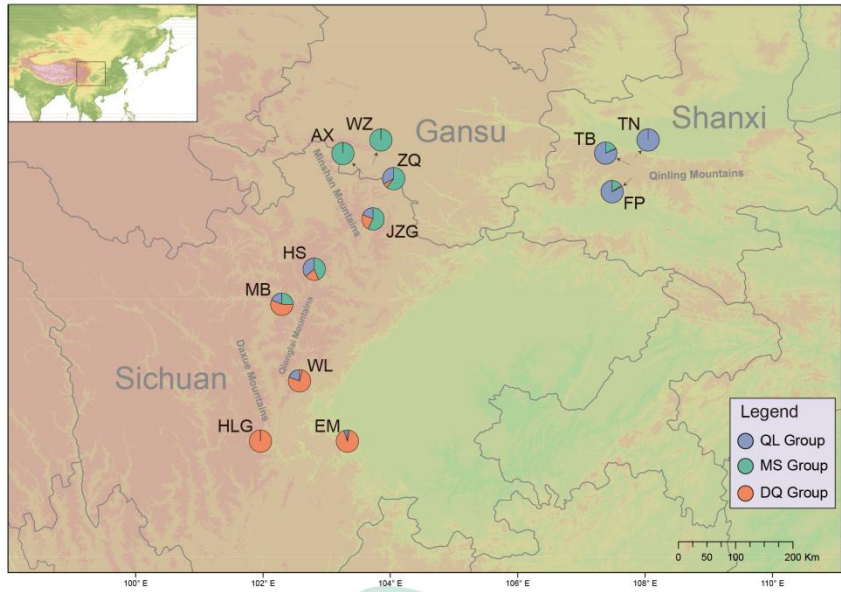 AX
WZ
Gansu
ZQ
Minshan Mountains
JZG
TB
TN
Shanxi
Qinling Mountains
FP
HS
MB
Qionglai Mountains
Daxue Mountains
Sichuan
WL
HLG
EM
Legend
QL Group
MS Group
DQ Group
0 50 100 200 Km
100° E 102° E 104° E 106° E 108° E 110° E